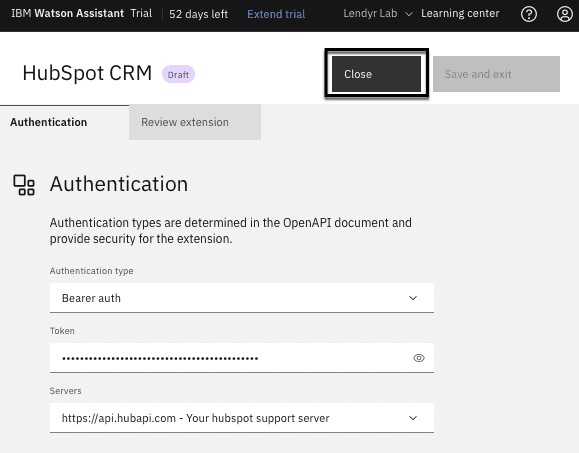 IBM Watson Assistant Trial 52 days left Extend trial Lendyr Lab Learning center
HubSpot CRM Draft Close Save and exit
Authentication Review extension
Authentication
Authentication types are determined in the OpenAPI document and
provide security for the extension.
Authentication type
Bearer auth
Token
••••••••••••••••••••••••••••••••••••••••••••
Servers
https://api.hubapi.com - Your hubspot support server